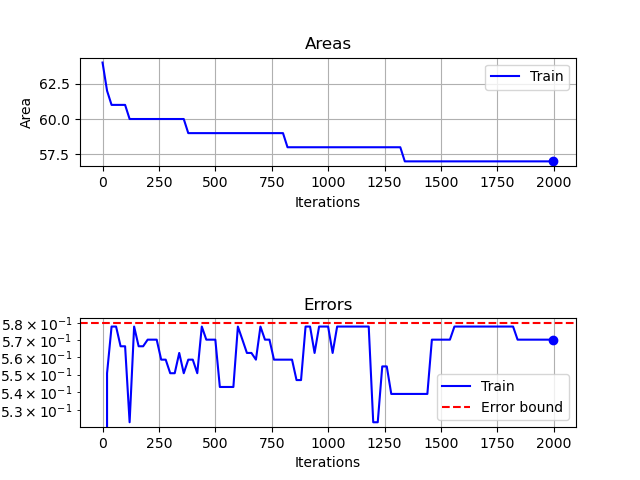 Areas
62.5
60.0
57.5
Area
Train
0 250 500 750 1000 1250 1500 1750 2000
Iterations
Errors
5.8 × 10⁻¹
5.7 × 10⁻¹
5.6 × 10⁻¹
5.5 × 10⁻¹
5.4 × 10⁻¹
5.3 × 10⁻¹
Train
Error bound
0 250 500 750 1000 1250 1500 1750 2000
Iterations